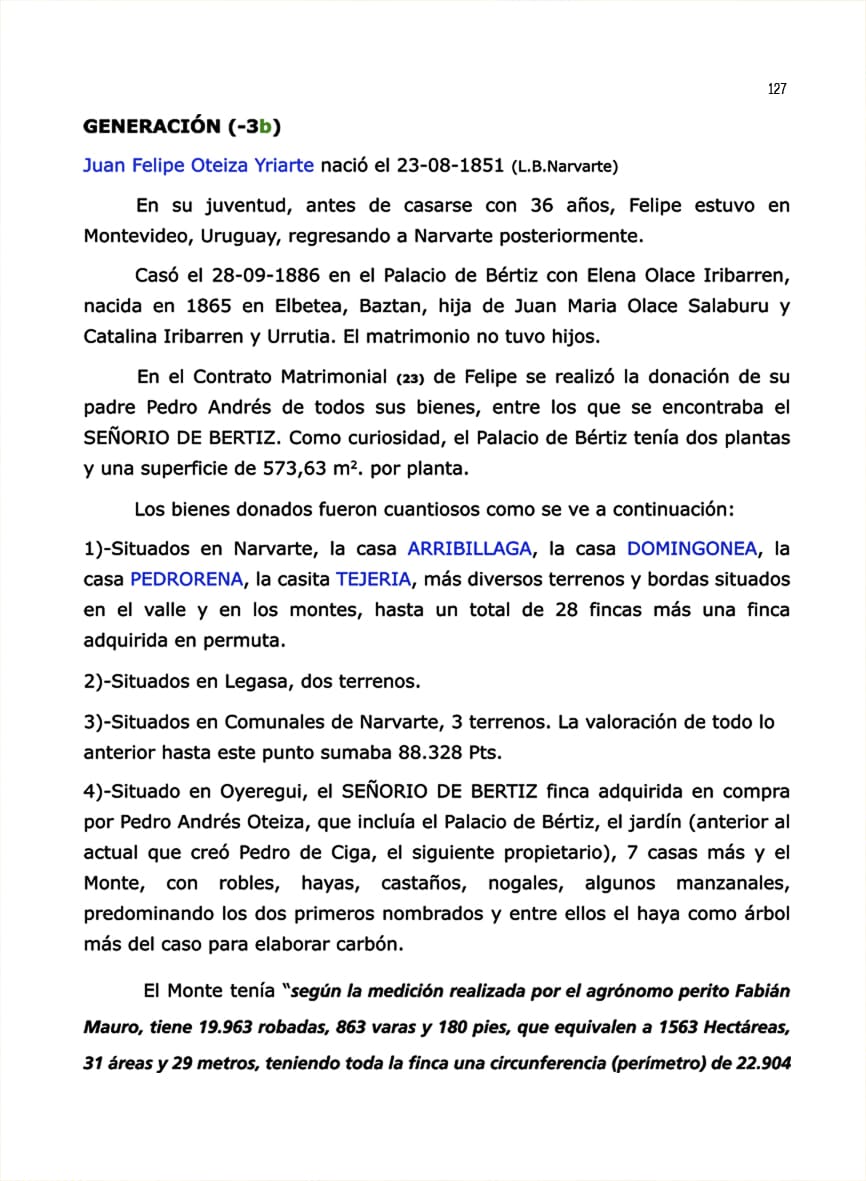 127
GENERACIÓN (-3b)
Juan Felipe Oteiza Yriarte nació el 23-08-1851 (L.B.Narvarte)
En su juventud, antes de casarse con 36 años, Felipe estuvo en
Montevideo, Uruguay, regresando a Narvarte posteriormente.
Casó el 28-09-1886 en el Palacio de Bértiz con Elena Olace Iribarren,
nacida en 1865 en Elbetea, Baztan, hija de Juan Maria Olace Salaburu y
Catalina Iribarren y Urrutia. El matrimonio no tuvo hijos.
En el Contrato Matrimonial (23) de Felipe se realizó la donación de su
padre Pedro Andrés de todos sus bienes, entre los que se encontraba el
SEÑORIO DE BERTIZ. Como curiosidad, el Palacio de Bértiz tenía dos plantas
y una superficie de 573,63 m². por planta.
Los bienes donados fueron cuantiosos como se ve a continuación:
1)-Situados en Narvarte, la casa ARRIBILLAGA, la casa DOMINGONEA, la
casa PEDRORENA, la casita TEJERIA, más diversos terrenos y bordas situados
en el valle y en los montes, hasta un total de 28 fincas más una finca
adquirida en permuta.
2)-Situados en Legasa, dos terrenos.
3)-Situados en Comunales de Narvarte, 3 terrenos. La valoración de todo lo
anterior hasta este punto sumaba 88.328 Pts.
4)-Situado en Oyeregui, el SEÑORIO DE BERTIZ finca adquirida en compra
por Pedro Andrés Oteiza, que incluía el Palacio de Bértiz, el jardín (anterior al
actual que creó Pedro de Ciga, el siguiente propietario), 7 casas más y el
Monte, con robles, hayas, castaños, nogales, algunos manzanales,
predominando los dos primeros nombrados y entre ellos el haya como árbol
más del caso para elaborar carbón.
El Monte tenía "según la medición realizada por el agrónomo perito Fabián
Mauro, tiene 19.963 robadas, 863 varas y 180 pies, que equivalen a 1563 Hectáreas,
31 áreas y 29 metros, teniendo toda la finca una circunferencia (perímetro) de 22.904